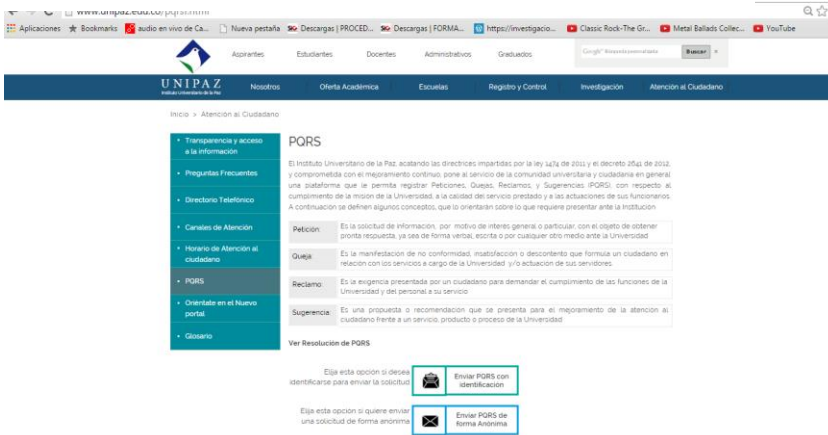 www.unipaz.edu.co/pqrs.html
Aplicaciones Bookmarks audio en vivo de Ca... Nueva pestaña Descargas | PROCED... Descargas | FORMA... https://investigacio... Classic Rock-The Gr... Metal Ballads Collec... YouTube
Aspirantes Estudiantes Docentes Administrativos Graduados Google Buscar x
UNIPAZ Nosotros Oferta Académica Escuelas Registro y Control Investigación Atención al Ciudadano
Instituto Universitario de la Paz
Inicio > Atención al Ciudadano
Transparencia y acceso
a la información
Preguntas Frecuentes
Directorio Telefónico
Canales de Atención
Horario de Atención al
ciudadano
PQRS
Oriéntate en el Nuevo
portal
Glosario
PQRS
El Instituto Universitario de la Paz, acatando las directrices impartidas por la ley 1474 de 2011 y el decreto 2641 de 2012,
y comprometida con el mejoramiento continuo, pone al servicio de la comunidad universitaria y ciudadania en general
una plataforma que le permita registrar Peticiones, Quejas, Reclamos, y Sugerencias (PQRS), con respecto al
cumplimiento de la misión de la Universidad, a la calidad del servicio prestado y a las actuaciones de sus funcionarios.
A continuación se definen algunos conceptos, que lo orientarán sobre lo que requiere presentar ante la Institución
Petición: Es la solicitud de información, por motivo de interés general o particular, con el objeto de obtener
pronta respuesta, ya sea de forma verbal, escrita o por cualquier otro medio ante la Universidad
Queja: Es la manifestación de no conformidad, insatisfacción o descontento que formula un ciudadano en
relación con los servicios a cargo de la Universidad y/o actuación de sus servidores.
Reclamo: Es la exigencia presentada por un ciudadano para demandar el cumplimiento de las funciones de la
Universidad y del personal a su servicio
Sugerencia: Es una propuesta o recomendación que se presenta para el mejoramiento de la atención al
ciudadano frente a un servicio, producto o proceso de la Universidad
Ver Resolución de PQRS
Elija esta opción si desea
identificarse para enviar la solicitud
Enviar PQRS con
identificación
Elija esta opción si quiere enviar
una solicitud de forma anónima
Enviar PQRS de
forma Anónima